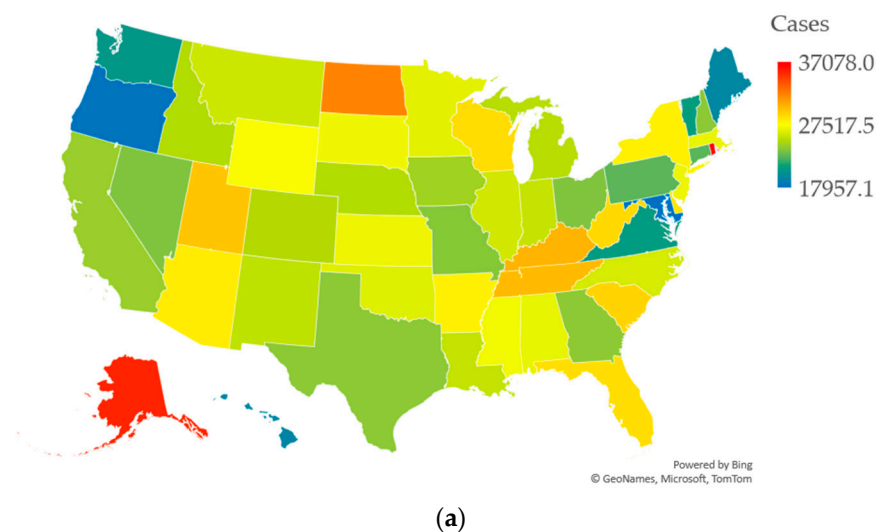 Cases
37078.0
27517.5
17957.1
Powered by Bing
© GeoNames, Microsoft, TomTom
(a)